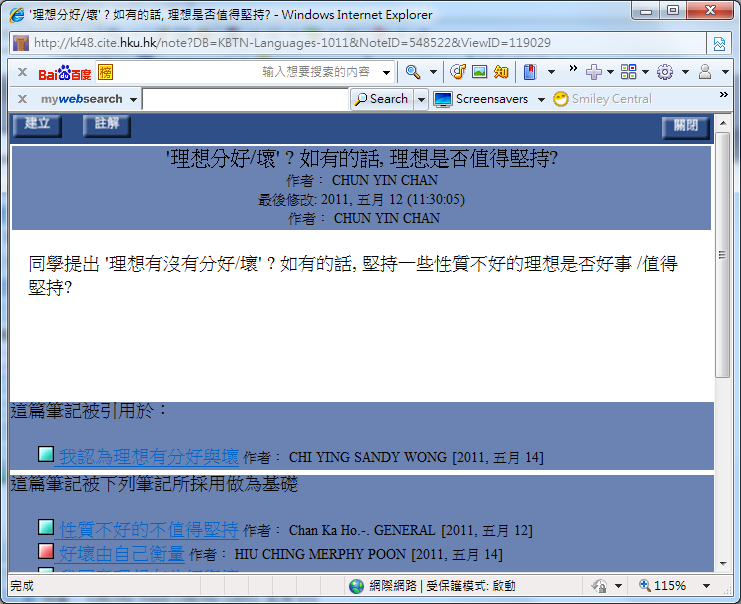 '理想分好/壞' ? 如有的話, 理想是否值得堅持? - Windows Internet Explorer
http://kf48.cite.hku.hk/note?DB=KBTN-Languages-1011&NoteID=548522&ViewID=119029
x Bai百度 輸入想要搜索的內容 知 »
x mywebsearch Search Screensavers Smiley Central »
建立 註解 關閉
'理想分好/壞' ? 如有的話, 理想是否值得堅持?
作者： CHUN YIN CHAN
最後修改: 2011, 五月 12 (11:30:05)
作者： CHUN YIN CHAN
同學提出 '理想有沒有分好/壞' ? 如有的話, 堅持一些性質不好的理想是否好事 /值得
堅持?
這篇筆記被引用於：
我認為理想有分好與壞 作者： CHI YING SANDY WONG [2011, 五月 14]
這篇筆記被下列筆記所採用做為基礎
性質不好的不值得堅持 作者： Chan Ka Ho.-. GENERAL [2011, 五月 12]
好壞由自己衡量 作者： HIU CHING MERPHY POON [2011, 五月 14]
完成 網際網路 | 受保護模式: 啟動 115%